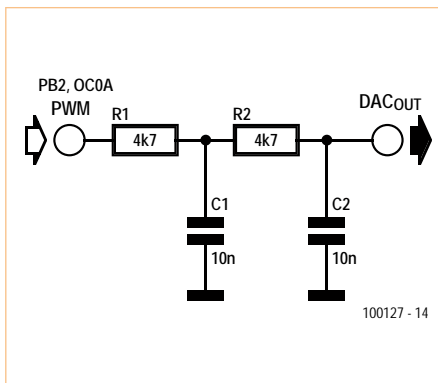 PB2, OC0A
PWM
R1
4k7
R2
4k7
DACOUT
C1
10n
C2
10n
100127 - 14